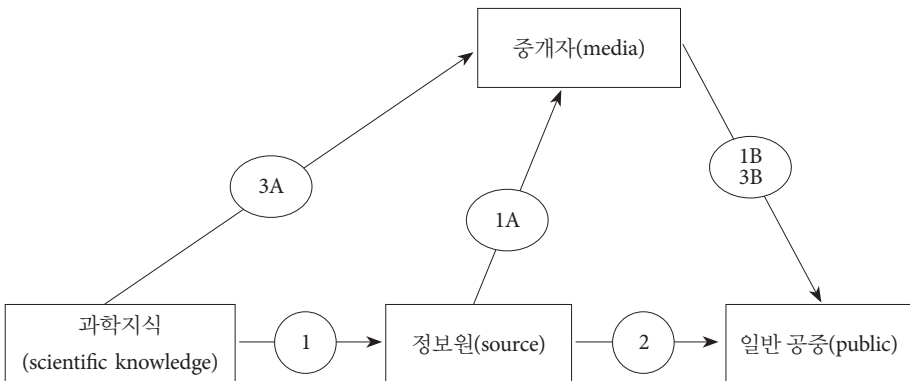 중개자(media)
3A
1B
3B
1A
과학지식
(scientific knowledge)
1
정보원(source)
2
일반 공중(public)